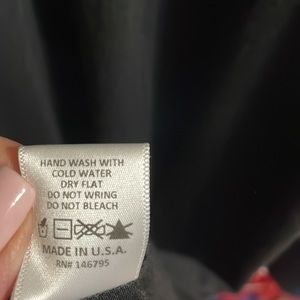 HAND WASH WITH
COLD WATER
DRY FLAT
DO NOT WRING
DO NOT BLEACH
MADE IN U.S.A.
RN# 146795